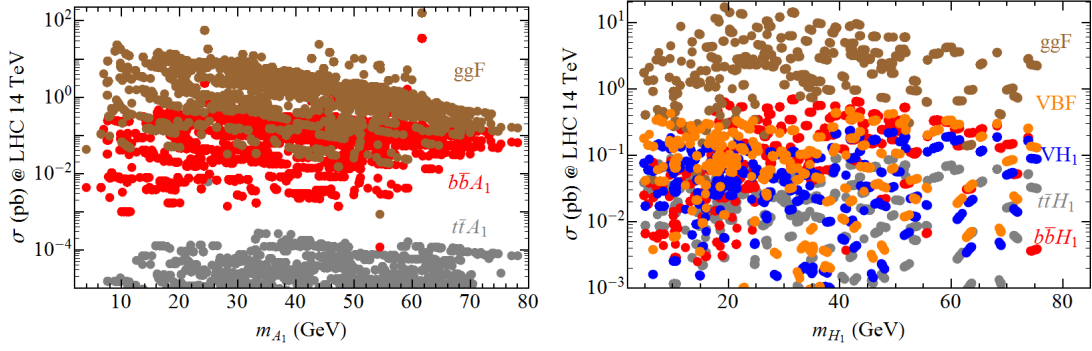 σ (pb) @ LHC 14 TeV
10²
10⁰
10⁻²
10⁻⁴
ggF
bb̄A₁
tt̄A₁
10 20 30 40 50 60 70 80
m_A₁ (GeV)
σ (pb) @ LHC 14 TeV
10¹
10⁰
10⁻¹
10⁻²
10⁻³
ggF
VBF
VH₁
tt̄H₁
bb̄H₁
20 40 60 80
m_H₁ (GeV)